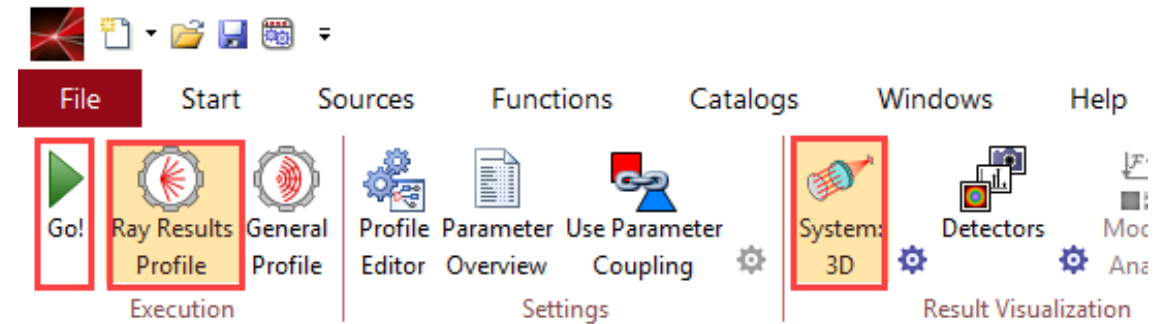 File Start Sources Functions Catalogs Windows Help
Go! Ray Results General Profile Parameter Use Parameter System: Detectors
Profile Profile Editor Overview Coupling 3D
Execution Settings Result Visualization